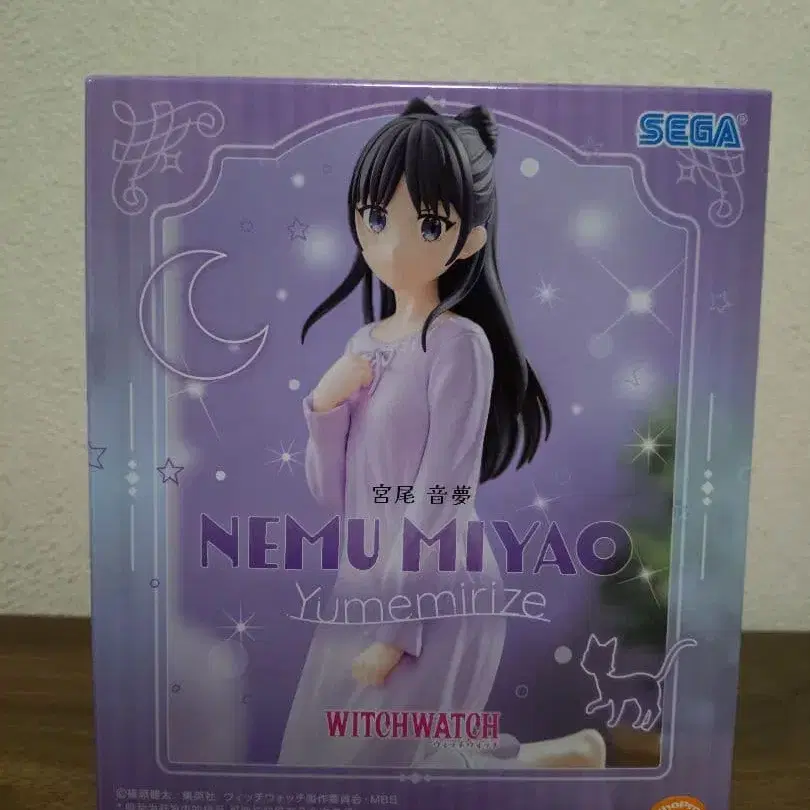 SEGA®
宮尾 音夢
NEMU MIYAO
Yumemirize
WITCHWATCH
ウィッチウォッチ
©篠原健太/集英社・ウィッチウォッチ製作委員会・MBS